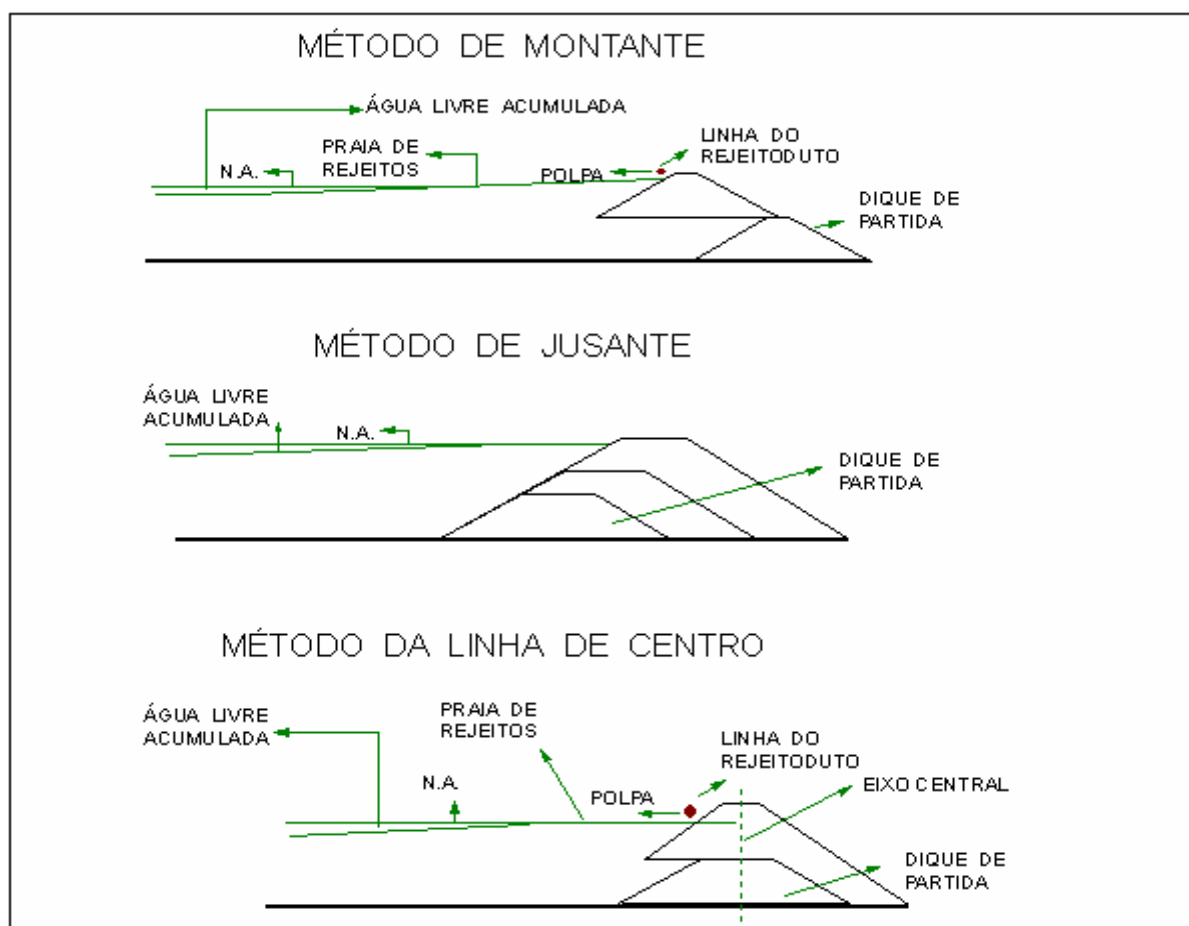 MÉTODO DE MONTANTE
ÁGUA LIVRE ACUMULADA
LINHA DO
REJEITODUTO
PRAIA DE
REJEITOS
N.A.
POLPA
DIQUE DE
PARTIDA
MÉTODO DE JUSANTE
ÁGUA LIVRE
ACUMULADA
N.A.
DIQUE DE
PARTIDA
MÉTODO DA LINHA DE CENTRO
ÁGUA LIVRE
ACUMULADA
PRAIA DE
REJEITOS
LINHA DO
REJEITODUTO
N.A.
POLPA
EIXO CENTRAL
DIQUE DE
PARTIDA